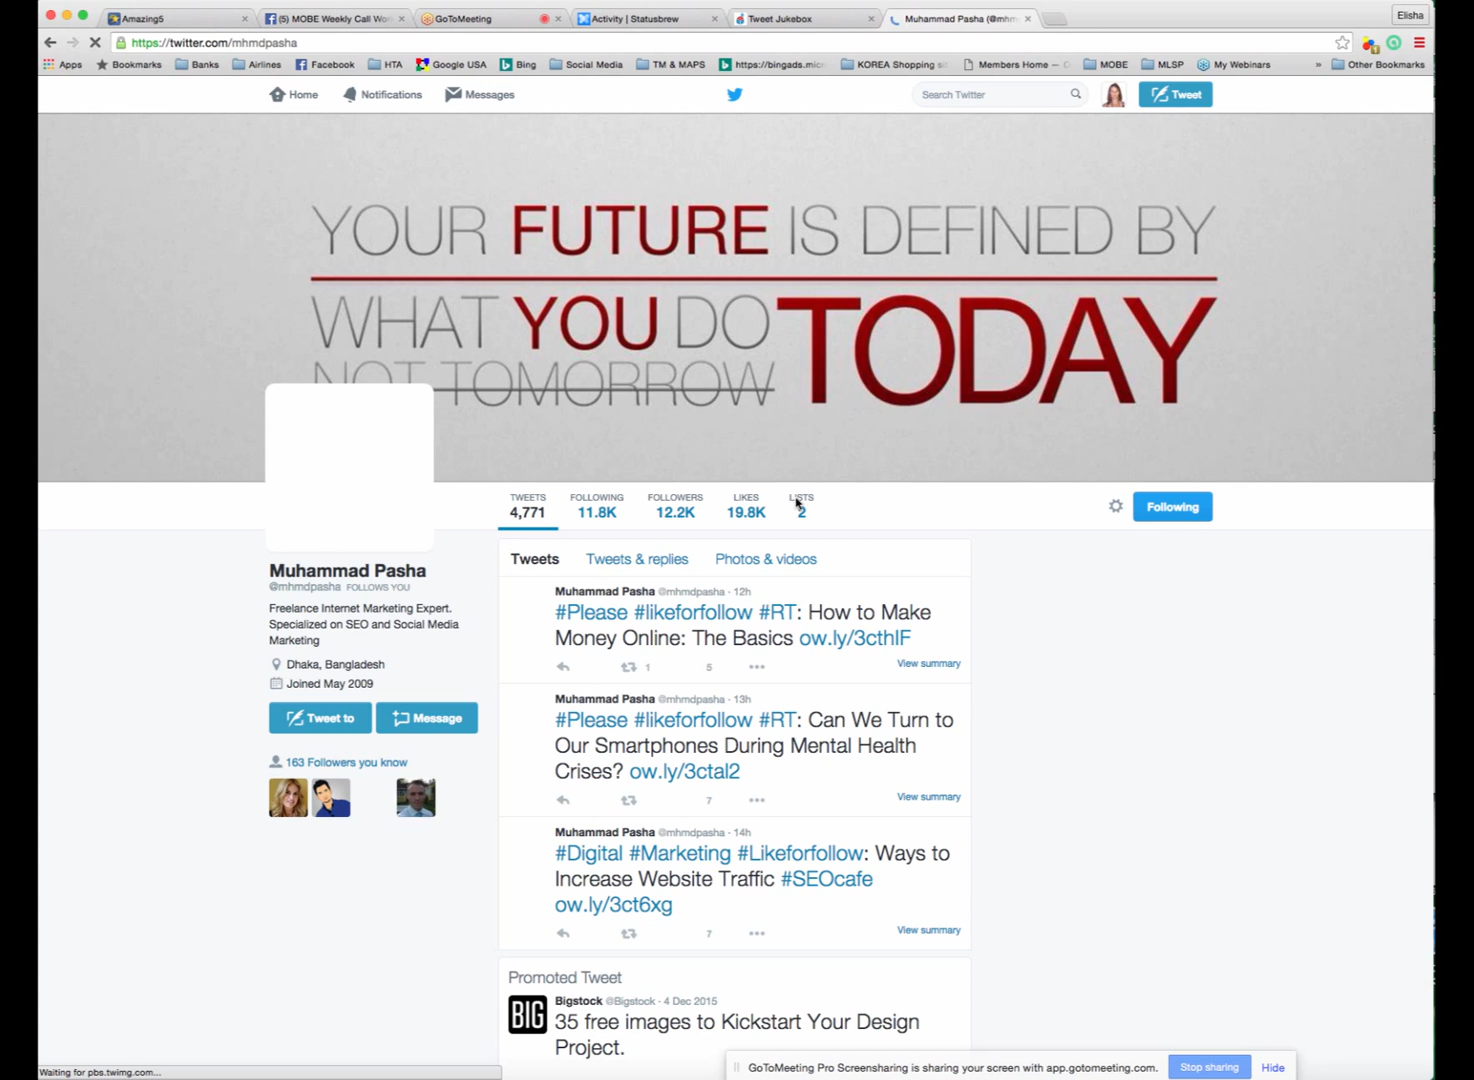 Amazing5
(5) MOBE Weekly Call Wor
GoToMeeting
Activity | Statusbrew
Tweet Jukebox
Muhammad Pasha (@mhm
Elisha
https://twitter.com/mhmdpasha
Apps
Bookmarks
Banks
Airlines
Facebook
HTA
Google USA
Bing
Social Media
TM & MAPS
https://bingads.micr
KOREA Shopping si
Members Home –
MOBE
MLSP
My Webinars
»
Other Bookmarks
Home
Notifications
Messages
Search Twitter
Tweet
YOUR FUTURE IS DEFINED BY
WHAT YOU DO TODAY
NOT TOMORROW
TWEETS
4,771
FOLLOWING
11.8K
FOLLOWERS
12.2K
LIKES
19.8K
LISTS
2
Following
Muhammad Pasha
@mhmdpasha FOLLOWS YOU
Freelance Internet Marketing Expert.
Specialized on SEO and Social Media
Marketing
Dhaka, Bangladesh
Joined May 2009
Tweet to
Message
163 Followers you know
Tweets
Tweets & replies
Photos & videos
Muhammad Pasha @mhmdpasha · 12h
#Please #likeforfollow #RT: How to Make
Money Online: The Basics ow.ly/3cthIF
1
5
View summary
Muhammad Pasha @mhmdpasha · 13h
#Please #likeforfollow #RT: Can We Turn to
Our Smartphones During Mental Health
Crises? ow.ly/3ctal2
7
View summary
Muhammad Pasha @mhmdpasha · 14h
#Digital #Marketing #Likeforfollow: Ways to
Increase Website Traffic #SEOcafe
ow.ly/3ct6xg
7
View summary
Promoted Tweet
BIG
Bigstock @Bigstock · 4 Dec 2015
35 free images to Kickstart Your Design
Project.
Waiting for pbs.twimg.com...
GoToMeeting Pro Screensharing is sharing your screen with app.gotomeeting.com.
Stop sharing
Hide